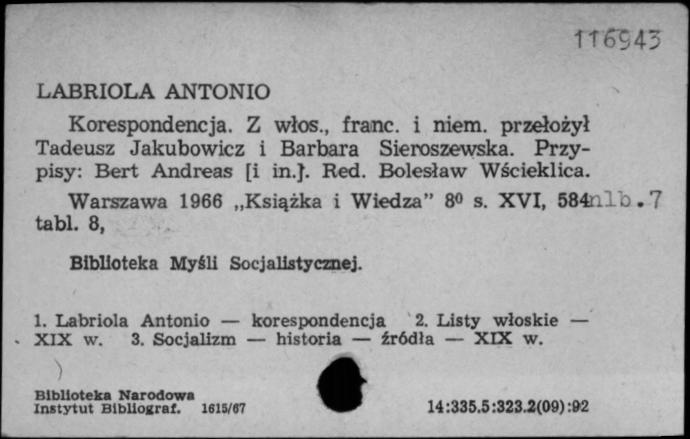 116943
LABRIOLA ANTONIO
Korespondencja. Z włos., franc. i niem. przełożył
Tadeusz Jakubowicz i Barbara Sieroszewska. Przy-
pisy: Bert Andreas [i in.]. Red. Bolesław Wścieklica.
Warszawa 1966 „Książka i Wiedza” 8⁰ s. XVI, 584nlb.7
tabl. 8,
Biblioteka Myśli Socjalistycznej.
1. Labriola Antonio — korespondencja 2. Listy włoskie —
XIX w. 3. Socjalizm — historia — źródła — XIX w.
Biblioteka Narodowa
Instytut Bibliograf. 1615/67 14:335.5:323.2(09):92